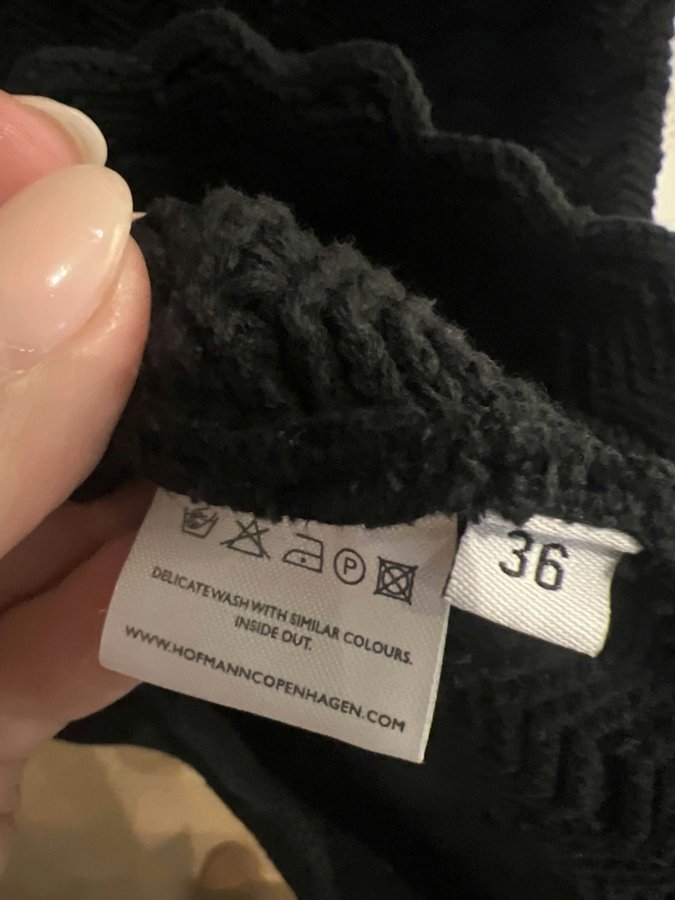 P
36
DELICATE WASH WITH SIMILAR COLOURS.
INSIDE OUT.
WWW.HOFMANNCOPENHAGEN.COM